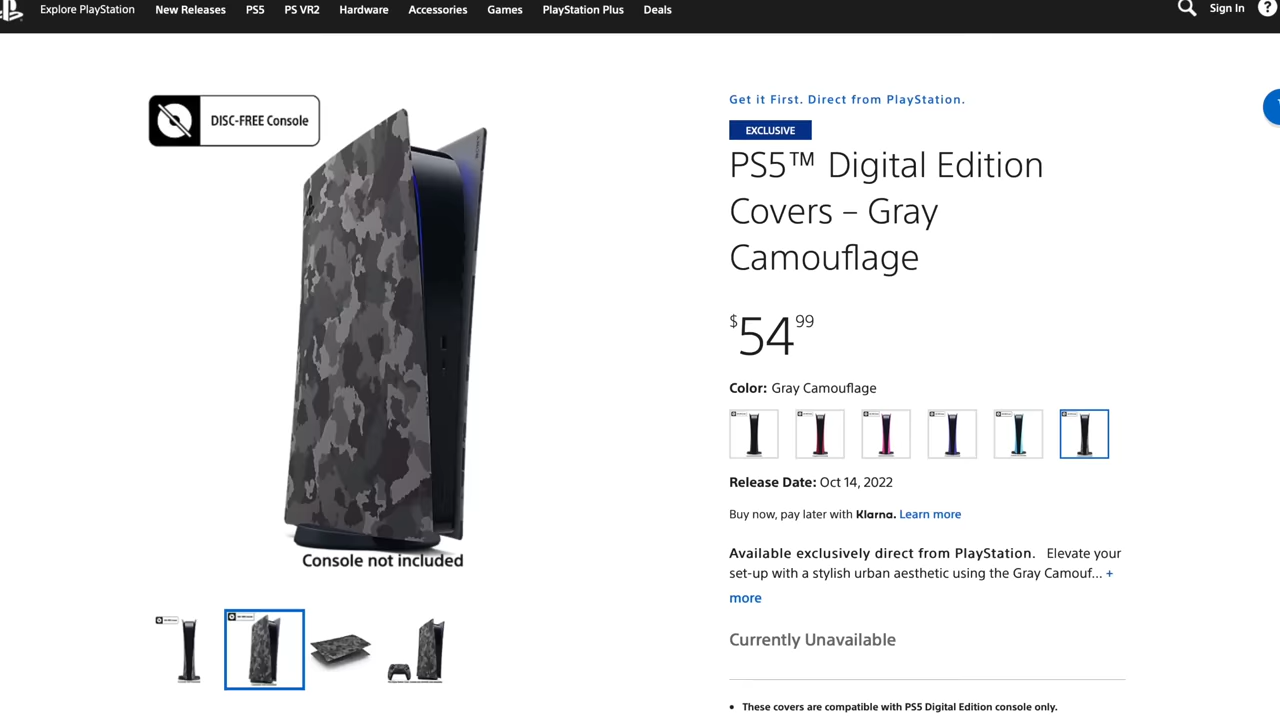 Explore PlayStation New Releases PS5 PS VR2 Hardware Accessories Games PlayStation Plus Deals Sign In ?
DISC-FREE Console
Console not included
Get it First. Direct from PlayStation.
EXCLUSIVE
PS5™ Digital Edition
Covers – Gray
Camouflage
$54 99
Color: Gray Camouflage
Release Date: Oct 14, 2022
Buy now, pay later with Klarna. Learn more
Available exclusively direct from PlayStation. Elevate your
set-up with a stylish urban aesthetic using the Gray Camouf... +
more
Currently Unavailable
• These covers are compatible with PS5 Digital Edition console only.